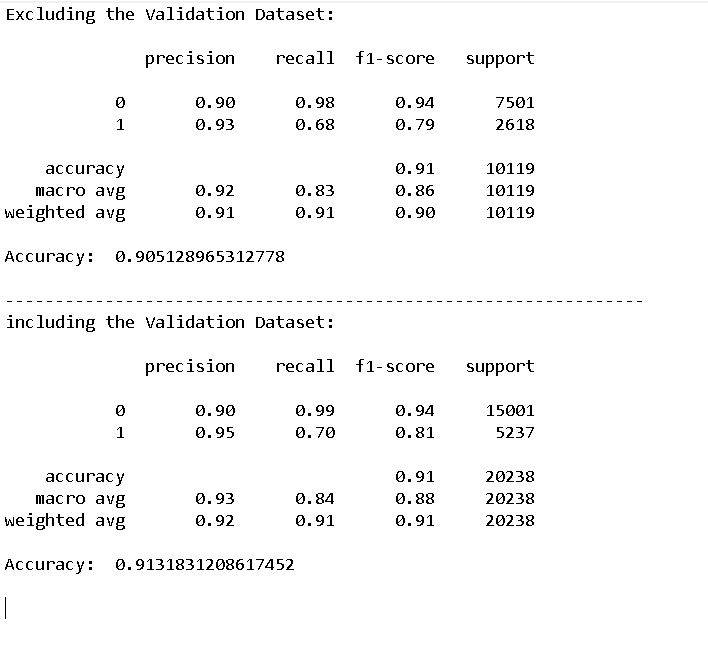 Excluding the Validation Dataset:
precision recall f1-score support
0 0.90 0.98 0.94 7501
1 0.93 0.68 0.79 2618
accuracy 0.91 10119
macro avg 0.92 0.83 0.86 10119
weighted avg 0.91 0.91 0.90 10119
Accuracy: 0.905128965312778
----------------------------------------------------------------
including the Validation Dataset:
precision recall f1-score support
0 0.90 0.99 0.94 15001
1 0.95 0.70 0.81 5237
accuracy 0.91 20238
macro avg 0.93 0.84 0.88 20238
weighted avg 0.92 0.91 0.91 20238
Accuracy: 0.9131831208617452